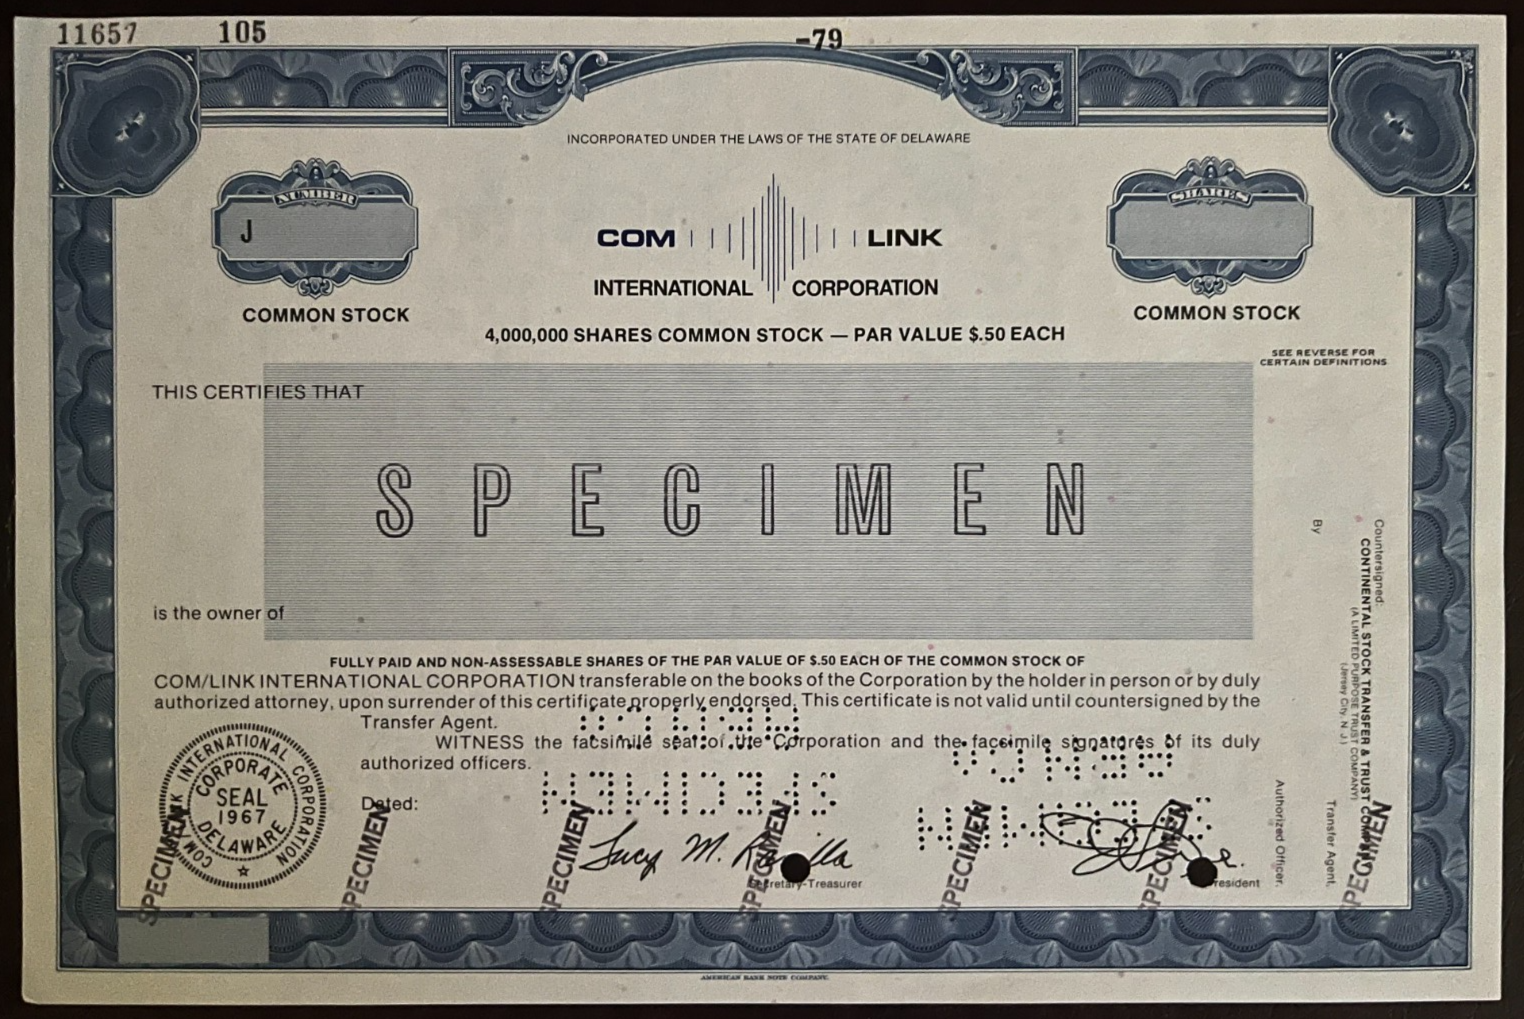 11657 105 -79
INCORPORATED UNDER THE LAWS OF THE STATE OF DELAWARE
NUMBER
J
COMMON STOCK
COM LINK
INTERNATIONAL CORPORATION
SHARES
COMMON STOCK
4,000,000 SHARES COMMON STOCK — PAR VALUE $.50 EACH
SEE REVERSE FOR
CERTAIN DEFINITIONS
THIS CERTIFIES THAT
SPECIMEN
is the owner of
FULLY PAID AND NON-ASSESSABLE SHARES OF THE PAR VALUE OF $.50 EACH OF THE COMMON STOCK OF
COM/LINK INTERNATIONAL CORPORATION transferable on the books of the Corporation by the holder in person or by duly
authorized attorney, upon surrender of this certificate properly endorsed. This certificate is not valid until countersigned by the
Transfer Agent.
WITNESS the facsimile seal of the Corporation and the facsimile signatures of its duly
authorized officers.
Dated:
COM/LINK INTERNATIONAL CORPORATION
CORPORATE
SEAL
1967
DELAWARE
SPECIMEN
SPECIMEN
Lucy M.
Secretary-Treasurer
President
SPECIMEN SPECIMEN SPECIMEN SPECIMEN SPECIMEN SPECIMEN SPECIMEN
Countersigned:
CONTINENTAL STOCK TRANSFER & TRUST COMPANY
(A LIMITED PURPOSE TRUST COMPANY)
(Jersey City, N.J.)
Transfer Agent,
By
Authorized Officer.
AMERICAN BANK NOTE COMPANY.